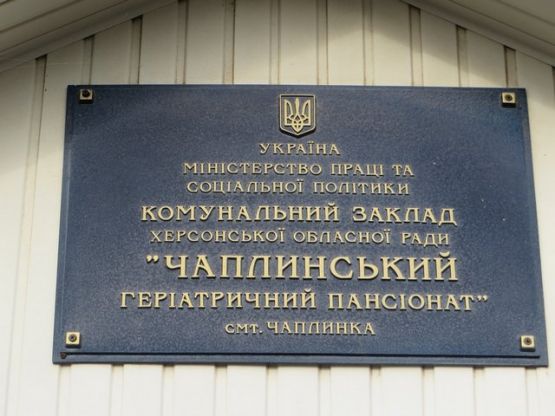 УКРАЇНА
МІНІСТЕРСТВО ПРАЦІ ТА
СОЦІАЛЬНОЇ ПОЛІТИКИ
КОМУНАЛЬНИЙ ЗАКЛАД
ХЕРСОНСЬКОЇ ОБЛАСНОЇ РАДИ
"ЧАПЛИНСЬКИЙ
ГЕРІАТРИЧНИЙ ПАНСІОНАТ"
СМТ. ЧАПЛИНКА